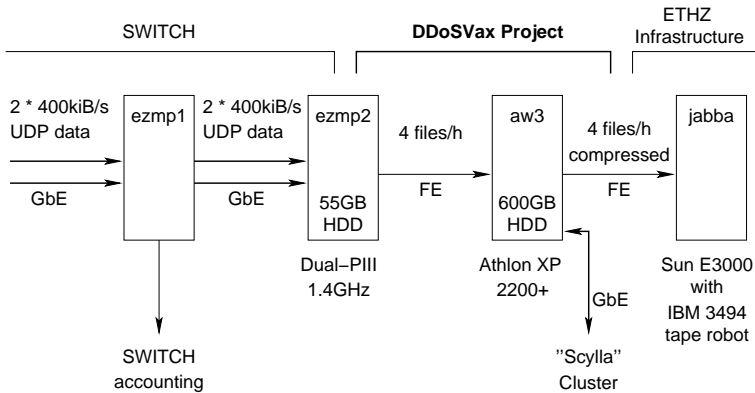 SWITCH
DDoSVax Project
ETHZ
Infrastructure
2 * 400kiB/s
UDP data
GbE
ezmp1
2 * 400kiB/s
UDP data
GbE
ezmp2
55GB
HDD
4 files/h
FE
aw3
600GB
HDD
4 files/h
compressed
FE
jabba
Dual–PIII
1.4GHz
Athlon XP
2200+
GbE
Sun E3000
with
IBM 3494
tape robot
SWITCH
accounting
"Scylla"
Cluster